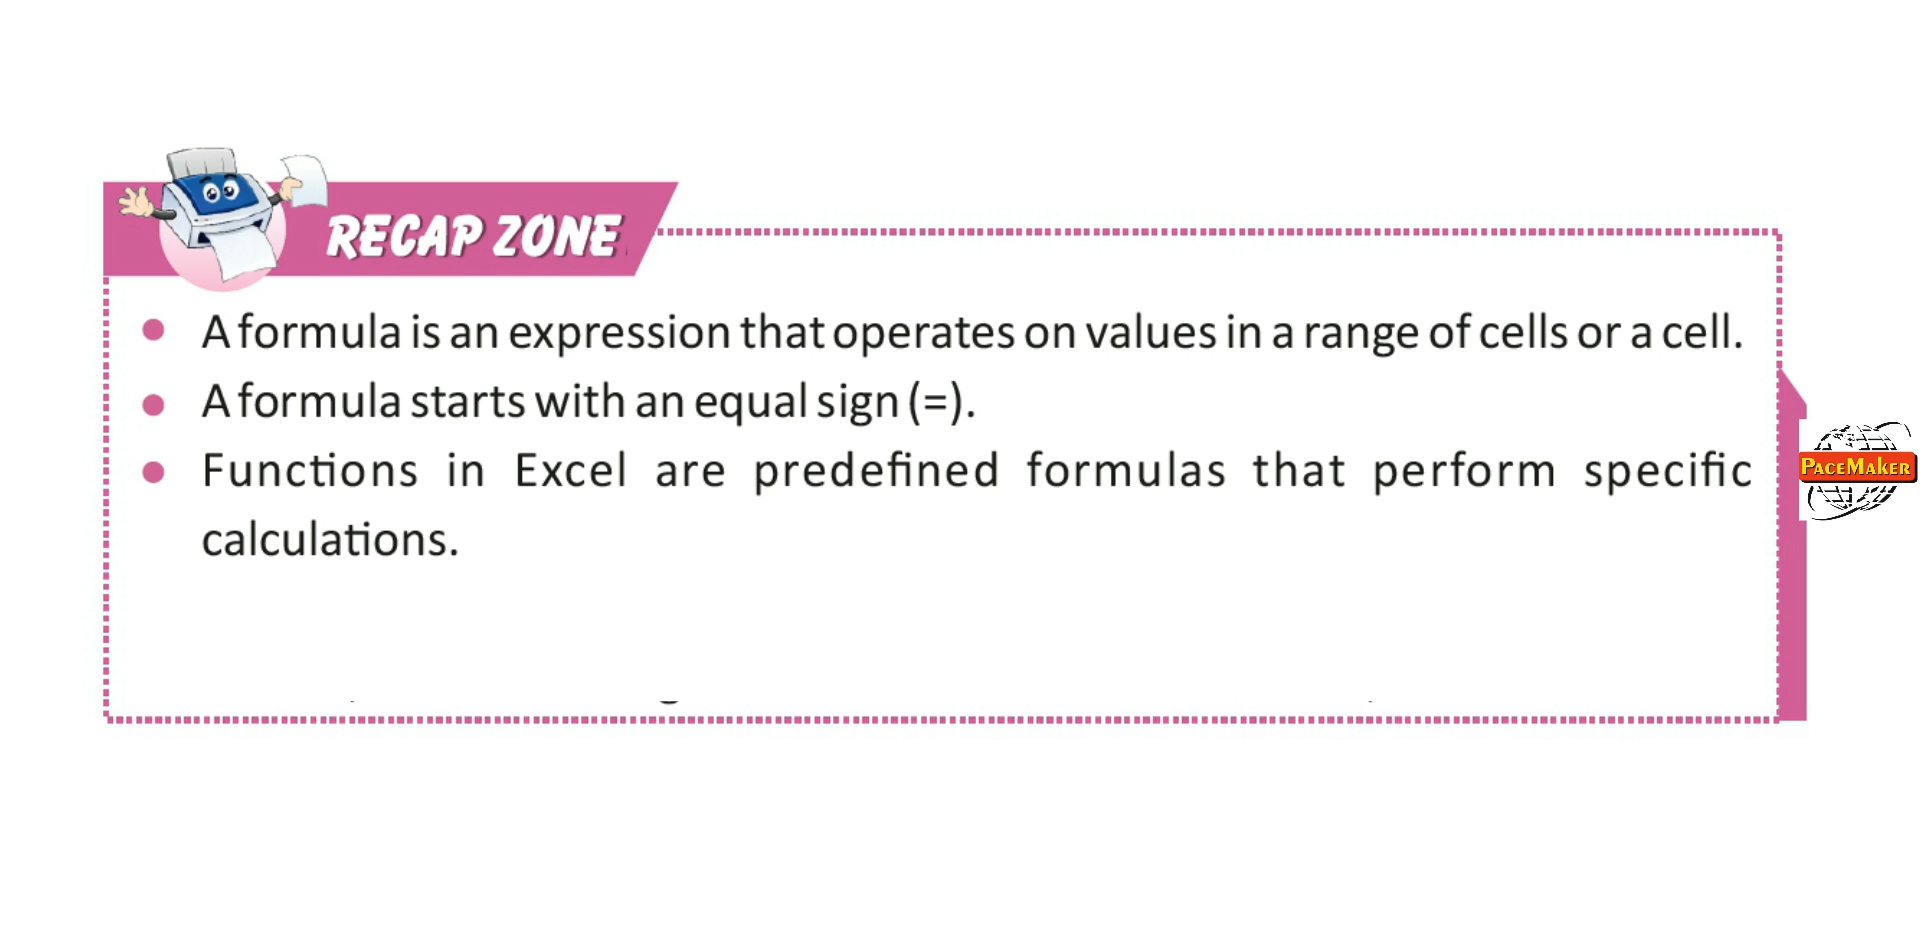 RECAP ZONE
A formula is an expression that operates on values in a range of cells or a cell.
A formula starts with an equal sign (=).
Functions in Excel are predefined formulas that perform specific
calculations.
PACEMAKER